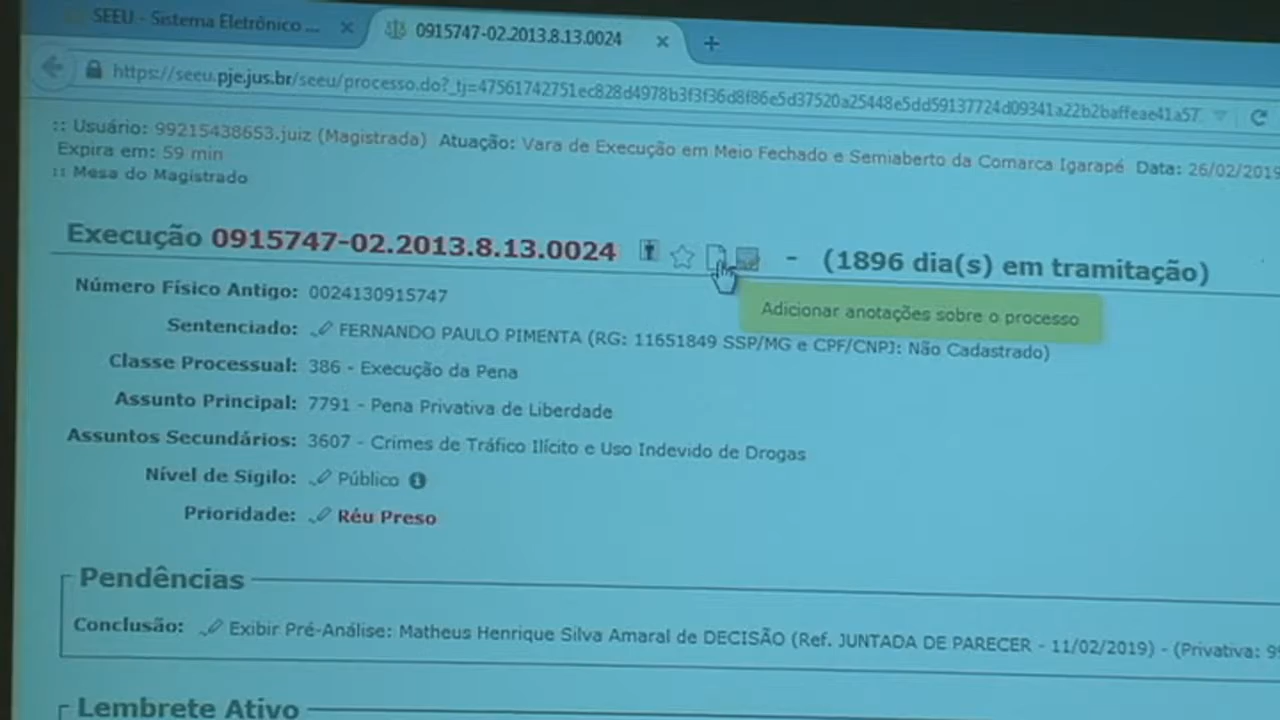 SEEU - Sistema Eletrônico ...
0915747-02.2013.8.13.0024
https://seeu.pje.jus.br/seeu/processo.do?_tj=47561742751ec828d4978b3f3f36d8f86e5d37520a25448e5dd59137724d09341a22b2baffeae41a57
:: Usuário: 99215438653.juiz (Magistrada) Atuação: Vara de Execução em Meio Fechado e Semiaberto da Comarca Igarapé Data: 26/02/2019
Expira em: 59 min
:: Mesa do Magistrado
Execução 0915747-02.2013.8.13.0024 - (1896 dia(s) em tramitação)
Número Físico Antigo: 0024130915747
Adicionar anotações sobre o processo
Sentenciado: FERNANDO PAULO PIMENTA (RG: 11651849 SSP/MG e CPF/CNPJ: Não Cadastrado)
Classe Processual: 386 - Execução da Pena
Assunto Principal: 7791 - Pena Privativa de Liberdade
Assuntos Secundários: 3607 - Crimes de Tráfico Ilícito e Uso Indevido de Drogas
Nível de Sigilo: Público
Prioridade: Réu Preso
Pendências
Conclusão: Exibir Pré-Análise: Matheus Henrique Silva Amaral de DECISÃO (Ref. JUNTADA DE PARECER - 11/02/2019) - (Privativa: 99
Lembrete Ativo